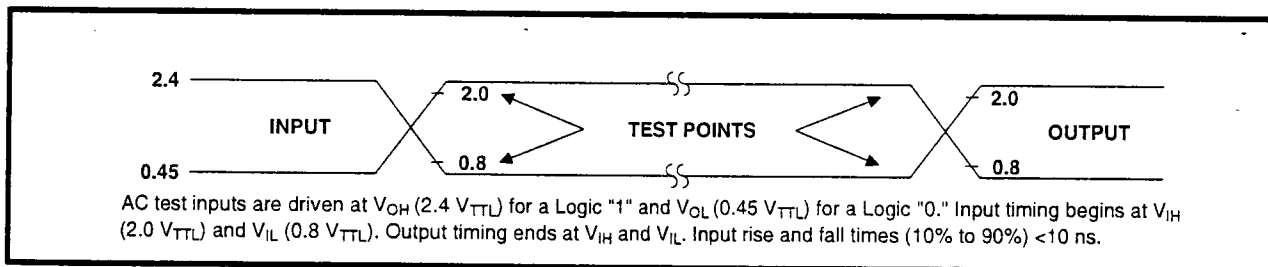 2.4
2.0
2.0
INPUT
TEST POINTS
OUTPUT
0.8
0.8
0.45
AC test inputs are driven at VOH (2.4 VTTL) for a Logic "1" and VOL (0.45 VTTL) for a Logic "0." Input timing begins at VIH
(2.0 VTTL) and VIL (0.8 VTTL). Output timing ends at VIH and VIL. Input rise and fall times (10% to 90%) <10 ns.